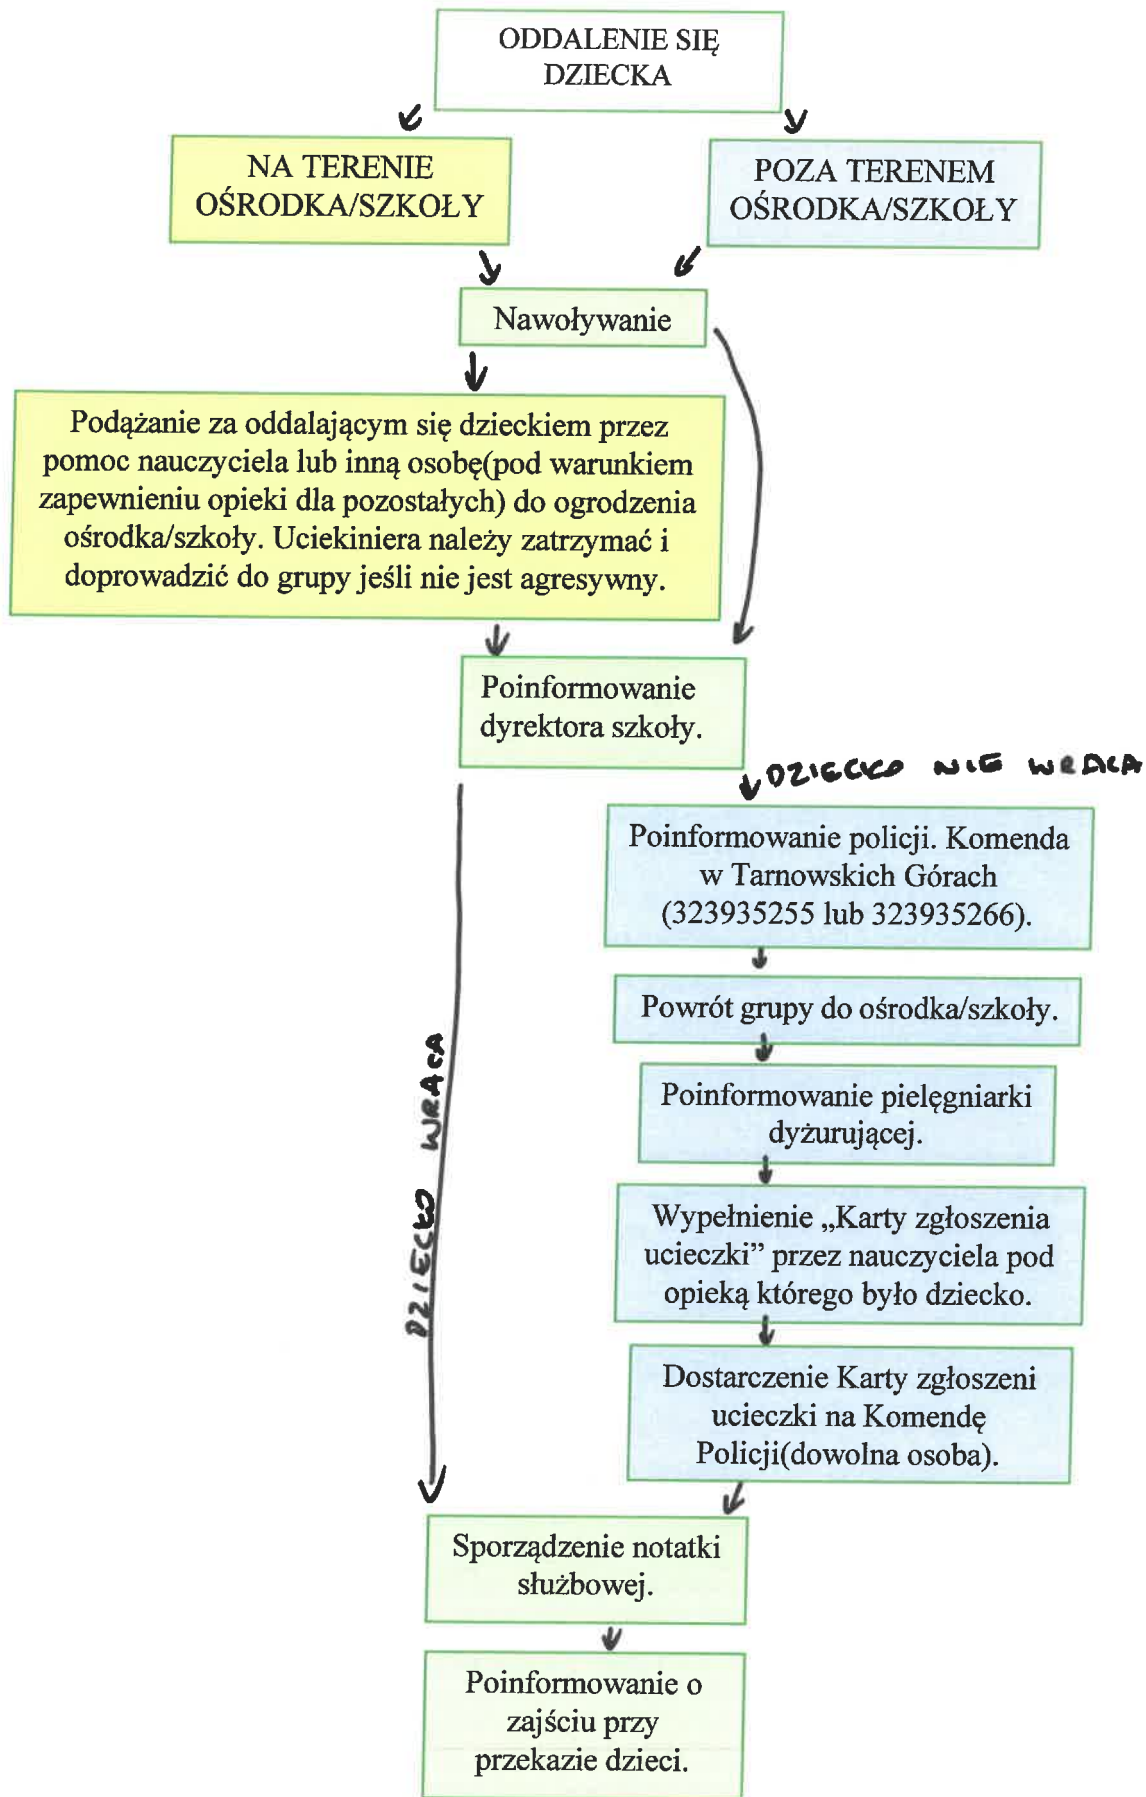 ODDALENIE SIĘ
DZIECKA
NA TERENIE
OŚRODKA/SZKOŁY
POZA TERENEM
OŚRODKA/SZKOŁY
Nawoływanie
Podążanie za oddalającym się dzieckiem przez
pomoc nauczyciela lub inną osobę(pod warunkiem
zapewnieniu opieki dla pozostałych) do ogrodzenia
ośrodka/szkoły. Uciekiniera należy zatrzymać i
doprowadzić do grupy jeśli nie jest agresywny.
Poinformowanie
dyrektora szkoły.
DZIECKO NIE WRACA
Poinformowanie policji. Komenda
w Tarnowskich Górach
(323935255 lub 323935266).
Powrót grupy do ośrodka/szkoły.
Poinformowanie pielęgniarki
dyżurującej.
DZIECKO WRACA
Wypełnienie „Karty zgłoszenia
ucieczki” przez nauczyciela pod
opieką którego było dziecko.
Dostarczenie Karty zgłoszeni
ucieczki na Komendę
Policji(dowolna osoba).
Sporządzenie notatki
służbowej.
Poinformowanie o
zajściu przy
przekazie dzieci.